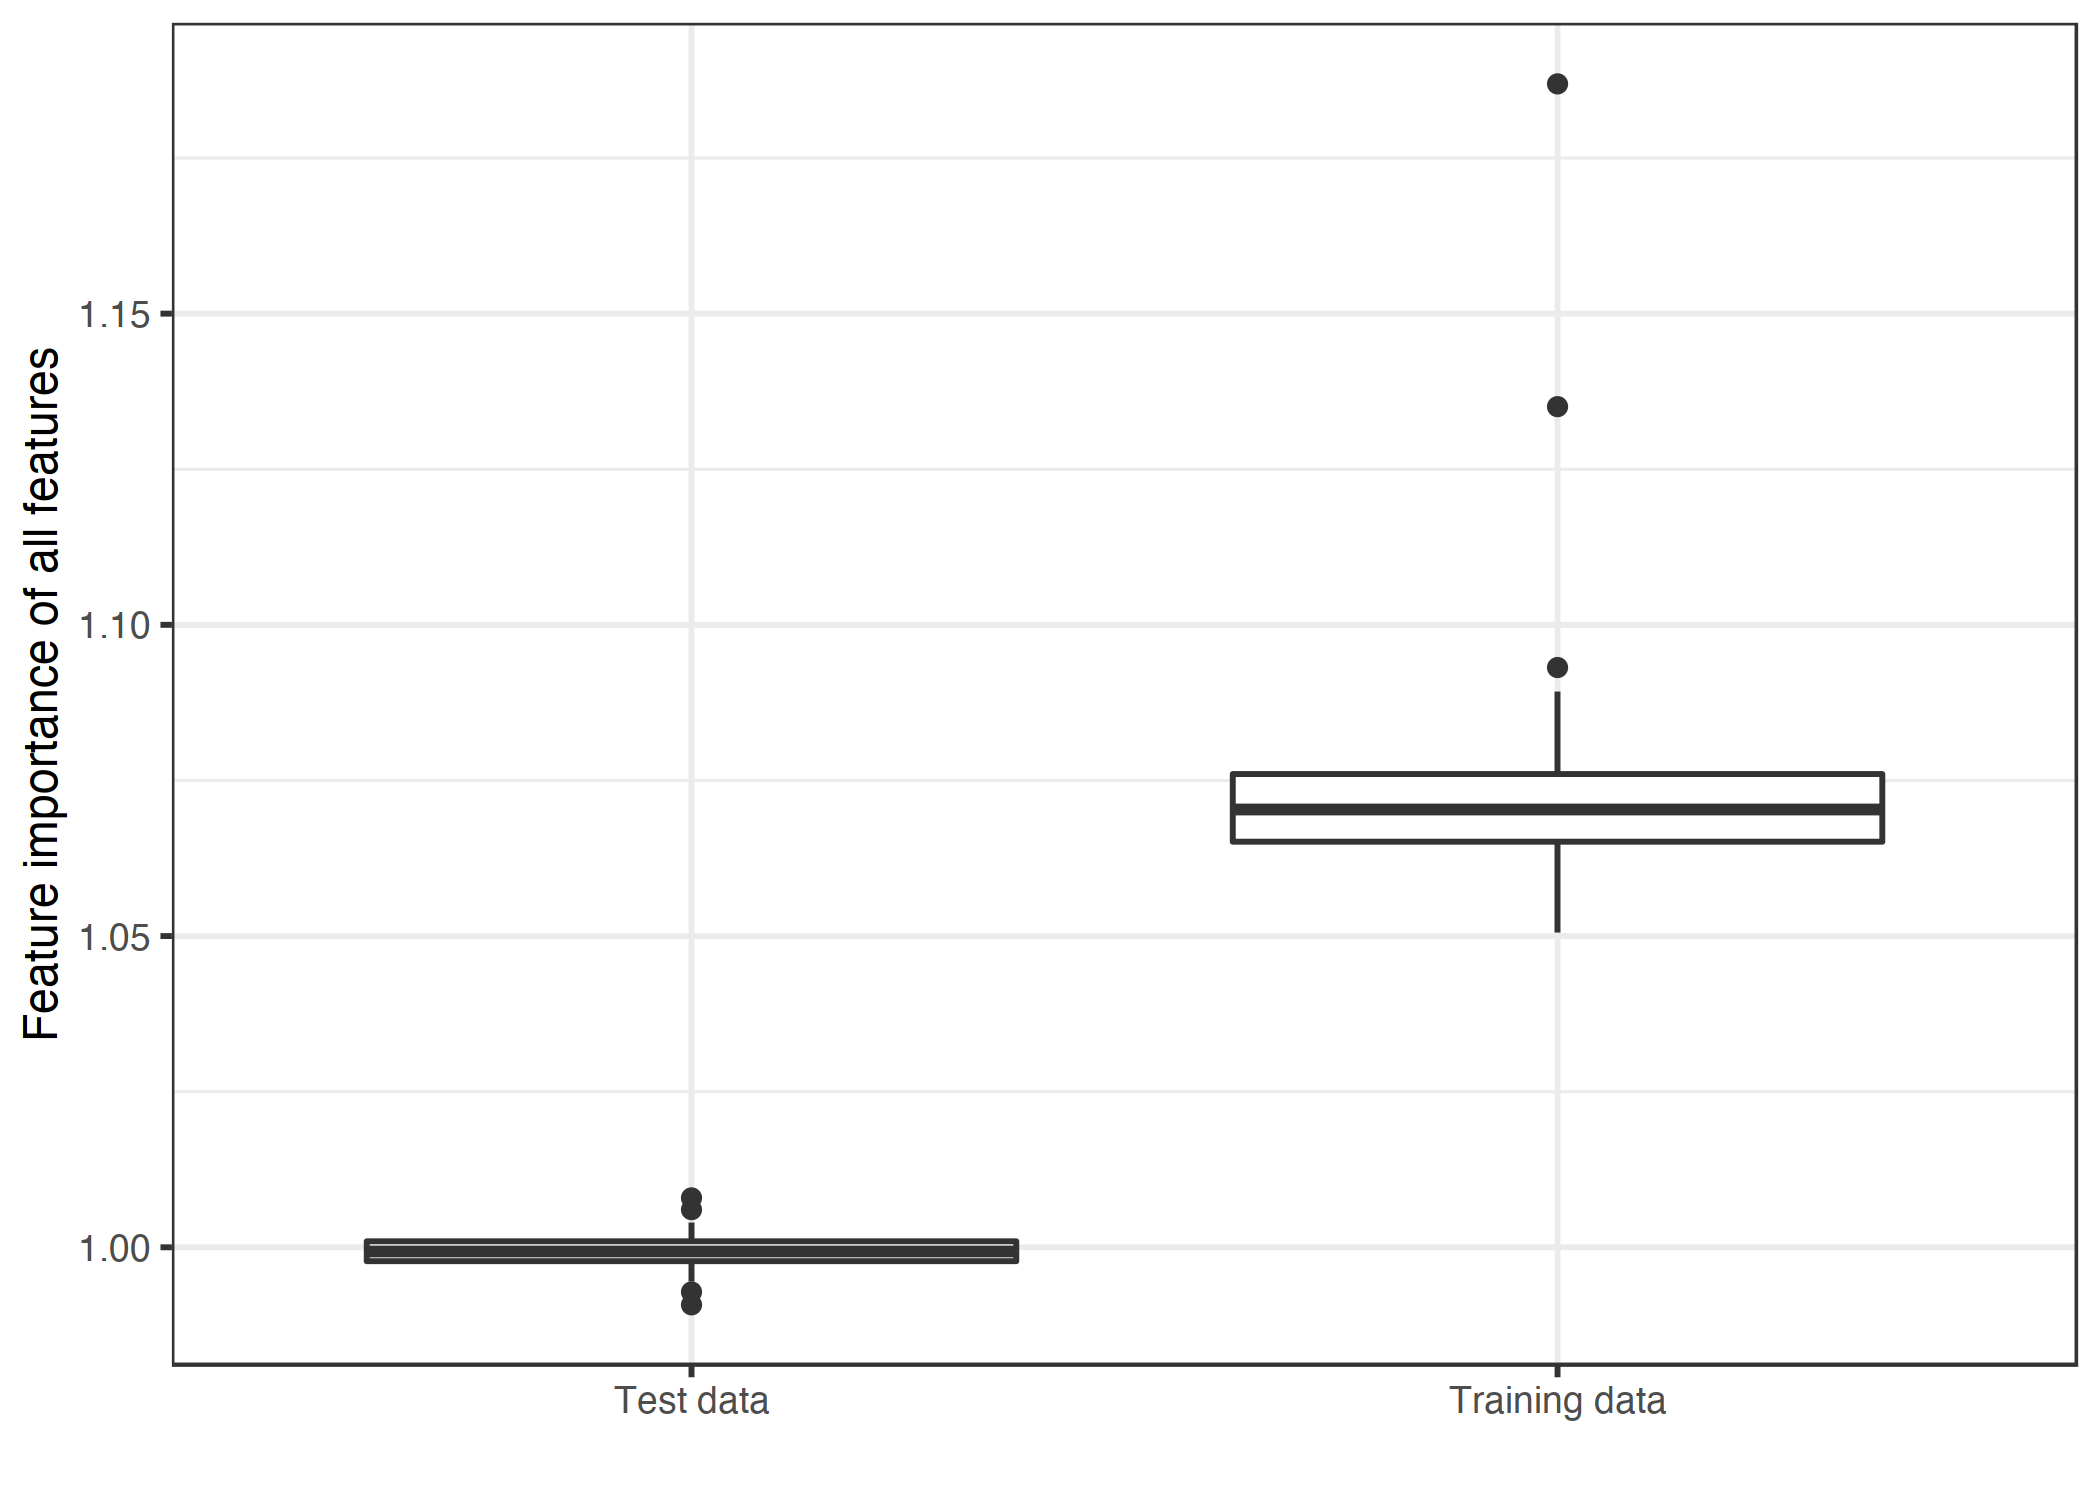 Feature importance of all features
1.15
1.10
1.05
1.00
Test data
Training data